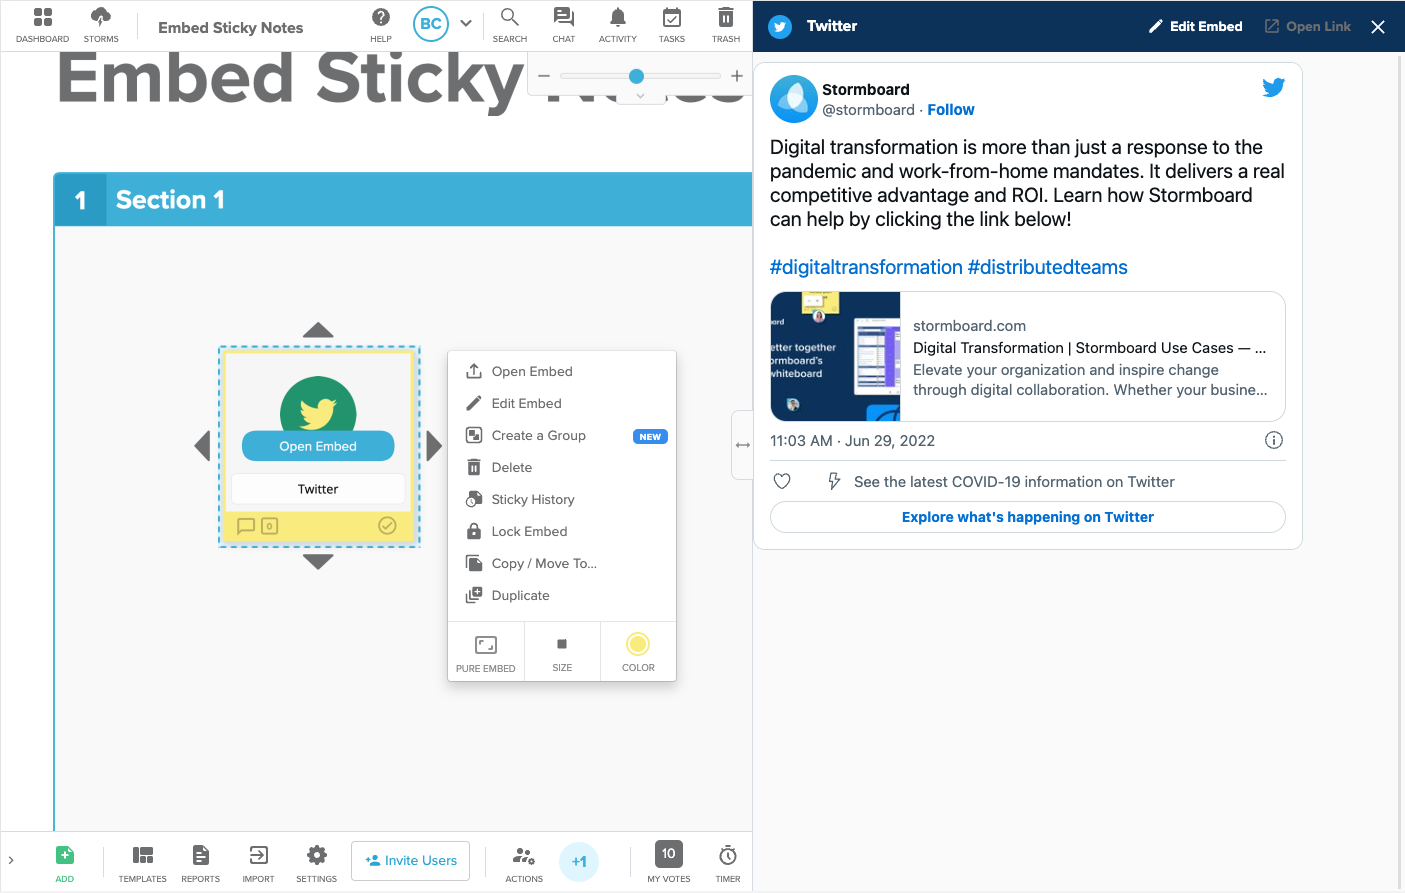 DASHBOARD
STORMS
Embed Sticky Notes
HELP
BC
SEARCH
CHAT
ACTIVITY
TASKS
TRASH
Embed Sticky Notes
1 Section 1
Open Embed
Twitter
0
Open Embed
Edit Embed
Create a Group NEW
Delete
Sticky History
Lock Embed
Copy / Move To...
Duplicate
PURE EMBED
SIZE
COLOR
ADD
TEMPLATES
REPORTS
IMPORT
SETTINGS
Invite Users
ACTIONS
+1
10
MY VOTES
TIMER
Twitter
Edit Embed
Open Link
Stormboard
@stormboard · Follow
Digital transformation is more than just a response to the
pandemic and work-from-home mandates. It delivers a real
competitive advantage and ROI. Learn how Stormboard
can help by clicking the link below!
#digitaltransformation #distributedteams
etter together
ormboard's
whiteboard
stormboard.com
Digital Transformation | Stormboard Use Cases — ...
Elevate your organization and inspire change
through digital collaboration. Whether your busine...
11:03 AM · Jun 29, 2022
See the latest COVID-19 information on Twitter
Explore what's happening on Twitter